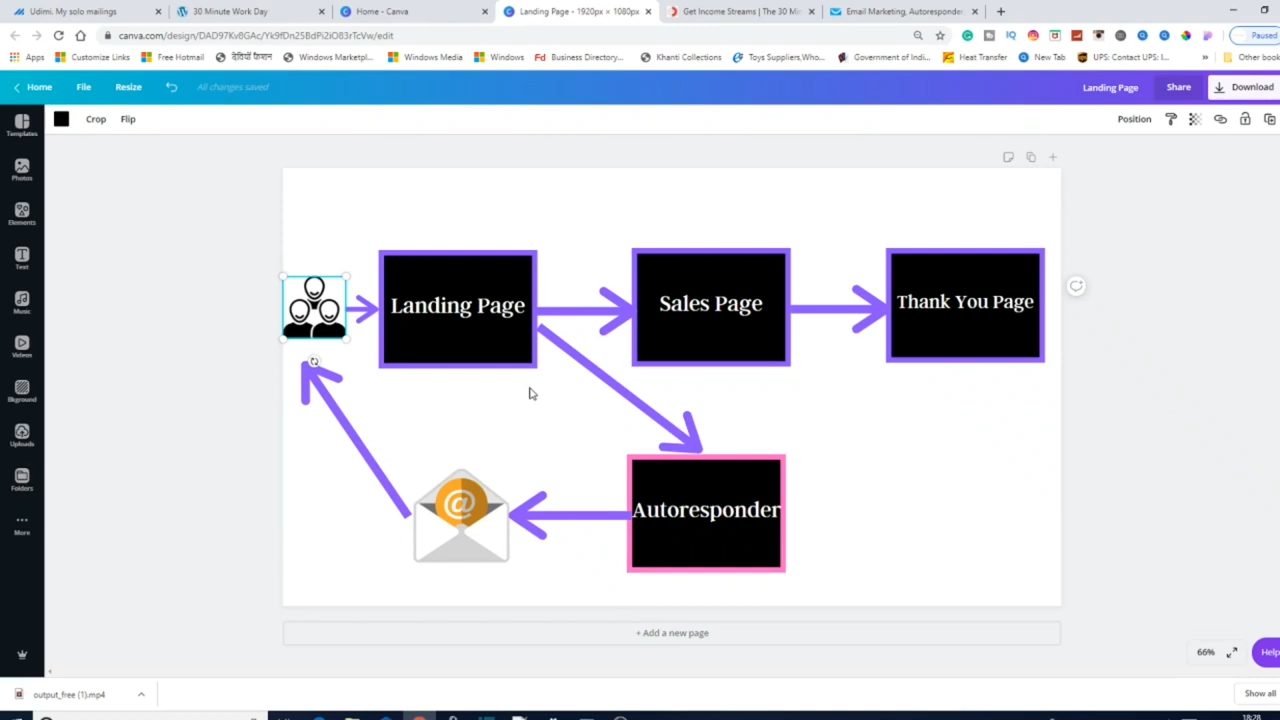 Udimi. My solo mailings
30 Minute Work Day
Home - Canva
Landing Page - 1920px × 1080px
Get Income Streams | The 30 Mi
Email Marketing, Autoresponder
canva.com/design/DAD97Kv8GAc/Yk9fDn25BdPi2iO83rTcVw/edit
Paused
Apps
Customize Links
Free Hotmail
देवियों फैशन
Windows Marketpl...
Windows Media
Windows
Business Directory...
Khanti Collections
Toys Suppliers,Who...
Government of Indi...
Heat Transfer
New Tab
UPS: Contact UPS: I...
Other book
Home
File
Resize
All changes saved
Landing Page
Share
Download
Crop
Flip
Position
Templates
Photos
Elements
Text
Music
Videos
Bkground
Uploads
Folders
More
Landing Page
Sales Page
Thank You Page
Autoresponder
@
+ Add a new page
66%
Help
output_free (1).mp4
Show all
18:28